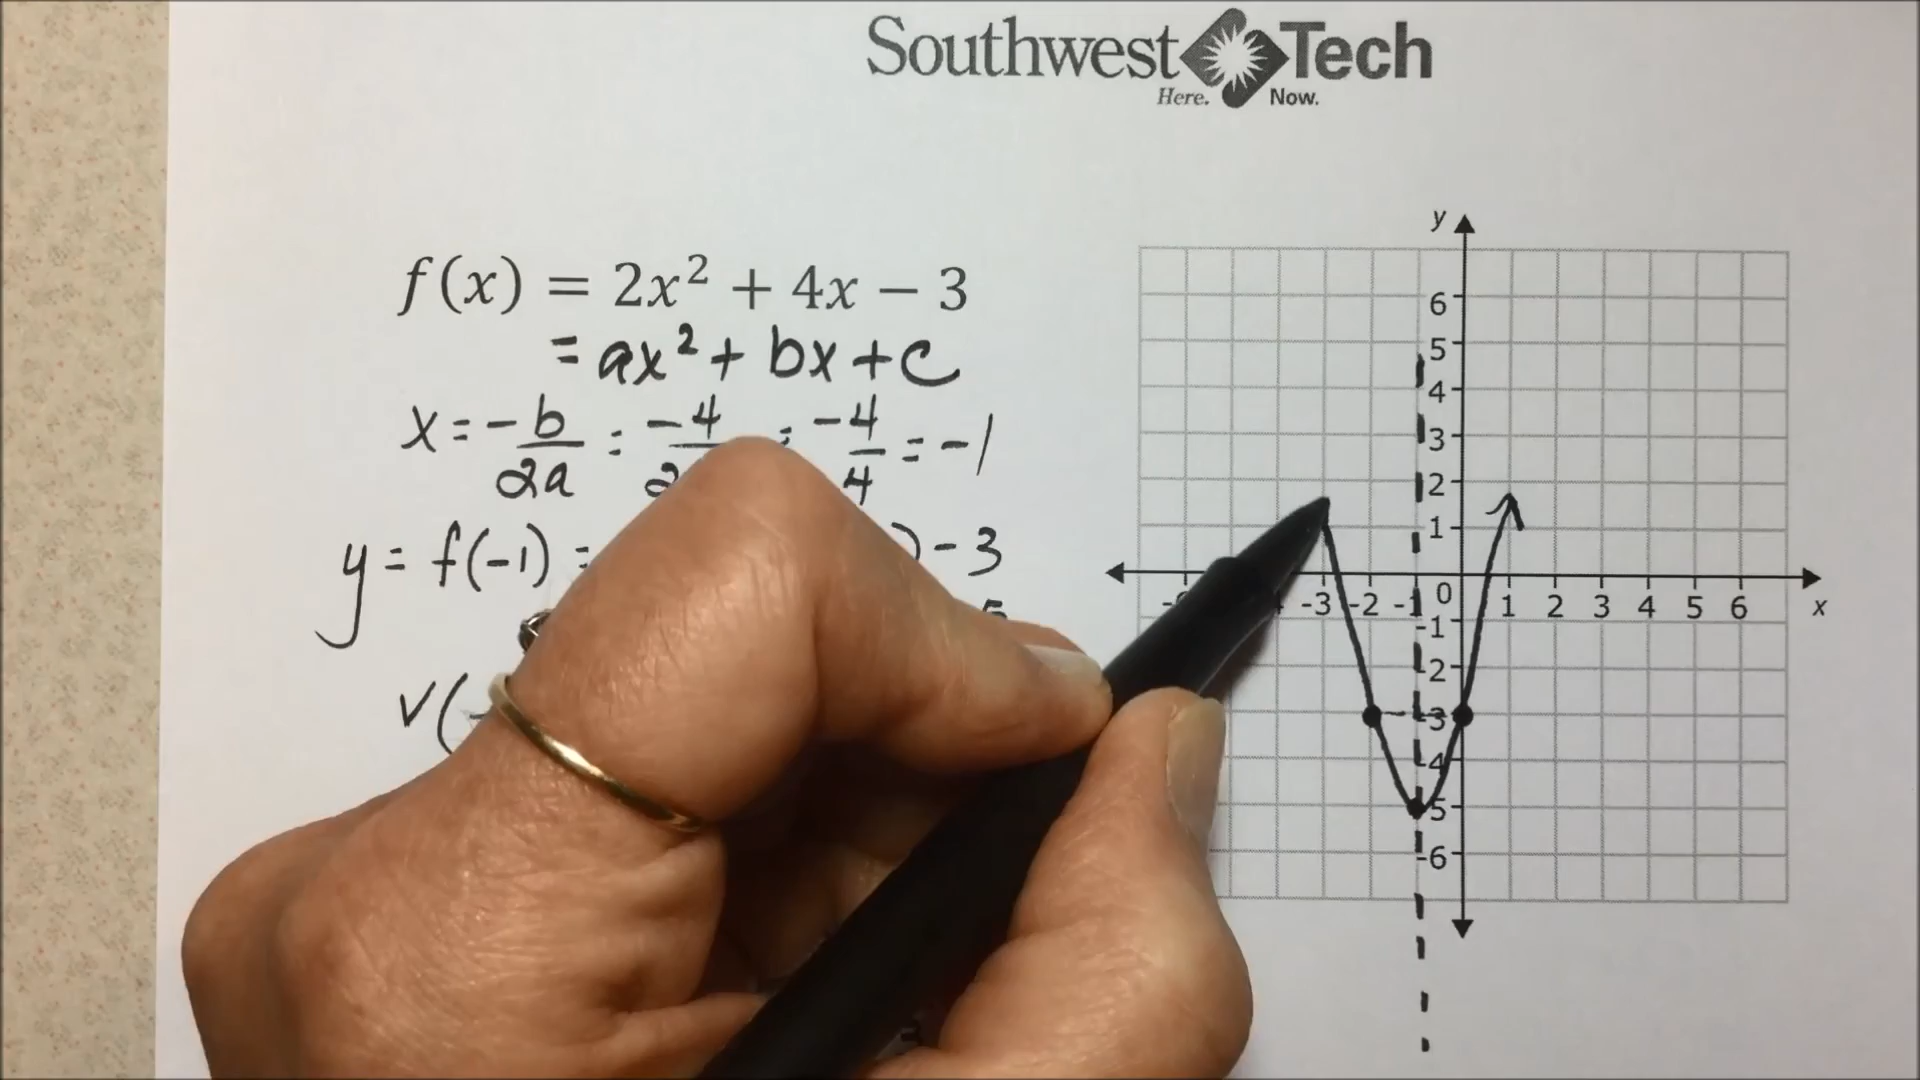 Southwest Tech
Here. Now.
f(x) = 2x² + 4x − 3
= ax² + bx + c
x = -b/2a = -4/2 = -4/4 = -1
y = f(-1) = ) - 3
5
v(-
y
6
5
4
3
2
1
0
-3 -2 -1 1 2 3 4 5 6 x
-1
-2
-3
-4
-5
-6